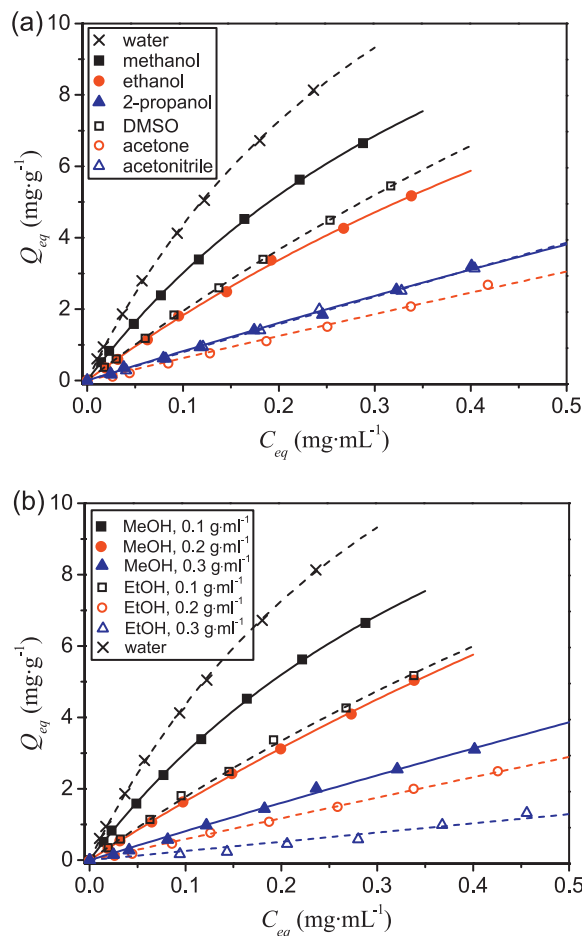 (a)
10
8
6
4
2
0
Q_eq (mg·g⁻¹)
water
methanol
ethanol
2-propanol
DMSO
acetone
acetonitrile
0.0 0.1 0.2 0.3 0.4 0.5
C_eq (mg·mL⁻¹)
(b)
10
8
6
4
2
0
Q_eq (mg·g⁻¹)
MeOH, 0.1 g·ml⁻¹
MeOH, 0.2 g·ml⁻¹
MeOH, 0.3 g·ml⁻¹
EtOH, 0.1 g·ml⁻¹
EtOH, 0.2 g·ml⁻¹
EtOH, 0.3 g·ml⁻¹
water
0.0 0.1 0.2 0.3 0.4 0.5
C_eq (mg·mL⁻¹)